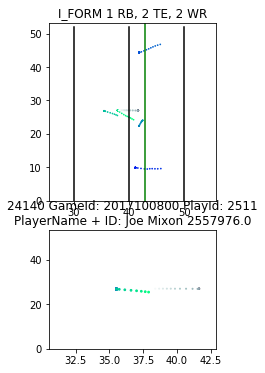 I_FORM 1 RB, 2 TE, 2 WR
50
40
30
20
10
0
30 40 50
24140 GameId: 2017100800 PlayId: 2511
PlayerName + ID: Joe Mixon 2557976.0
40
20
0
32.5 35.0 37.5 40.0 42.5